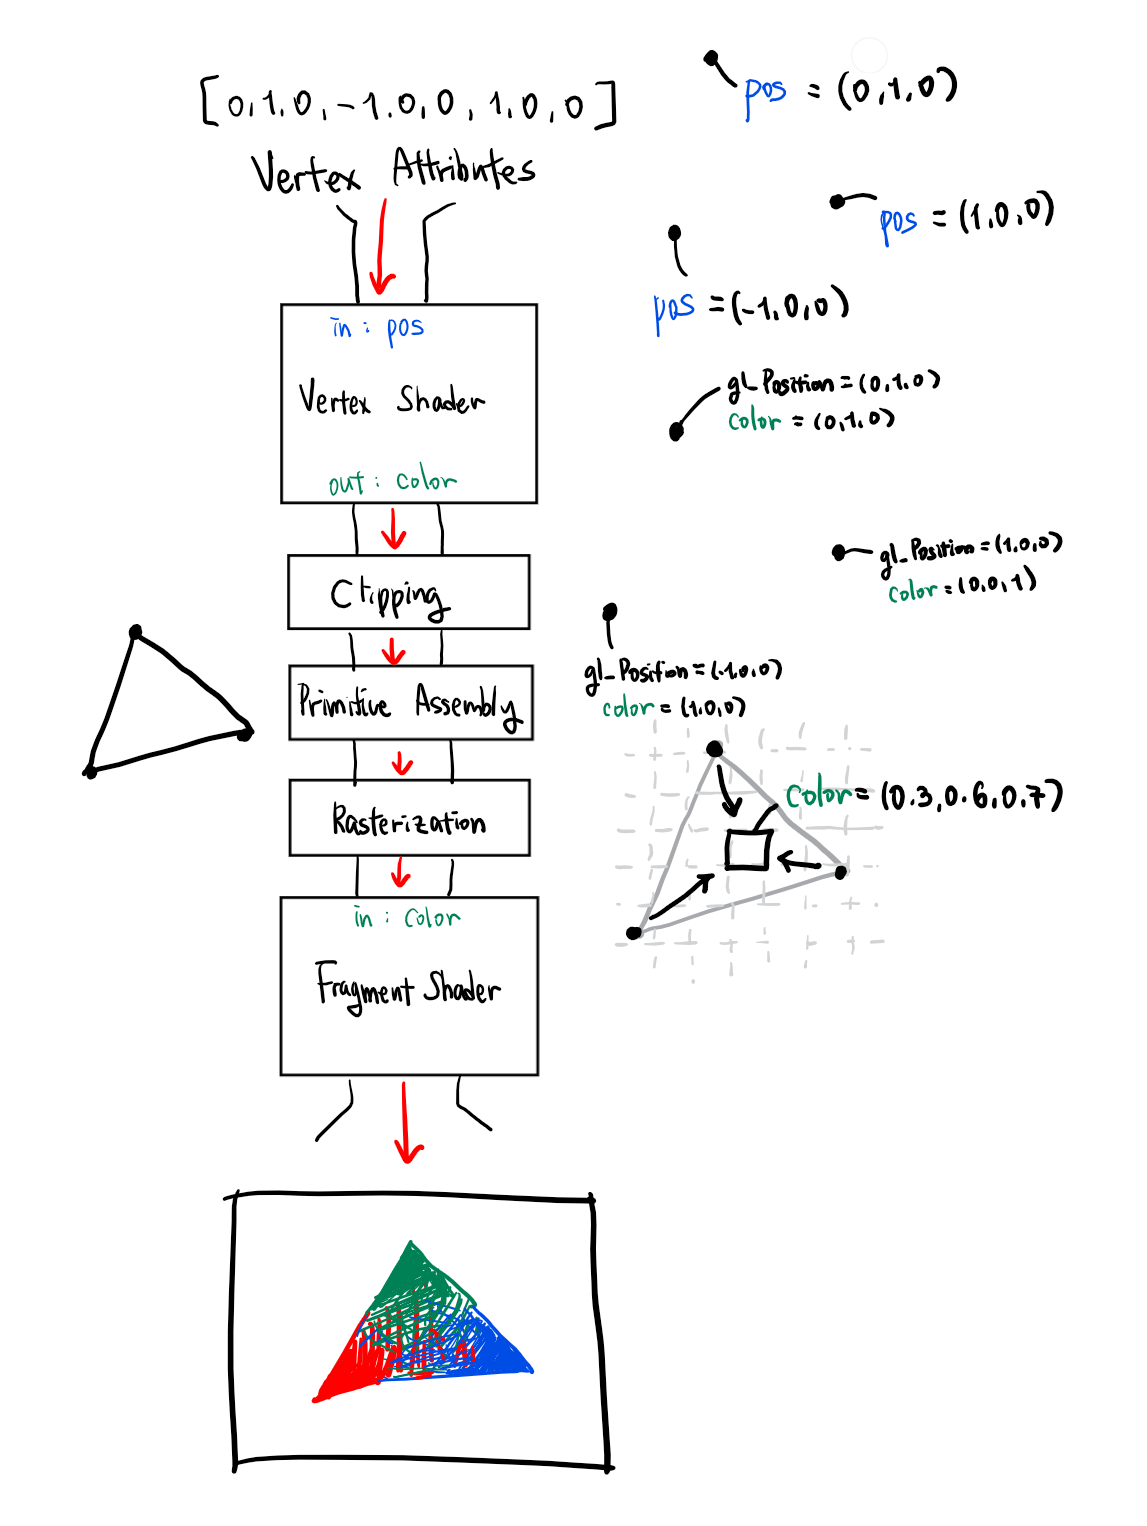 [0,1.0,-1.0,0,1.0,0]
Vertex Attributes
pos = (0,1,0)
pos = (1,0,0)
pos = (-1,0,0)
in : pos
Vertex Shader
out : color
gl_Position = (0,1,0)
color = (0,1,0)
gl_Position = (1,0,0)
color = (0,0,1)
gl_Position = (-1,0,0)
color = (1,0,0)
Clipping
Primitive Assembly
Rasterization
color = (0.3,0.6,0.7)
in : color
Fragment Shader